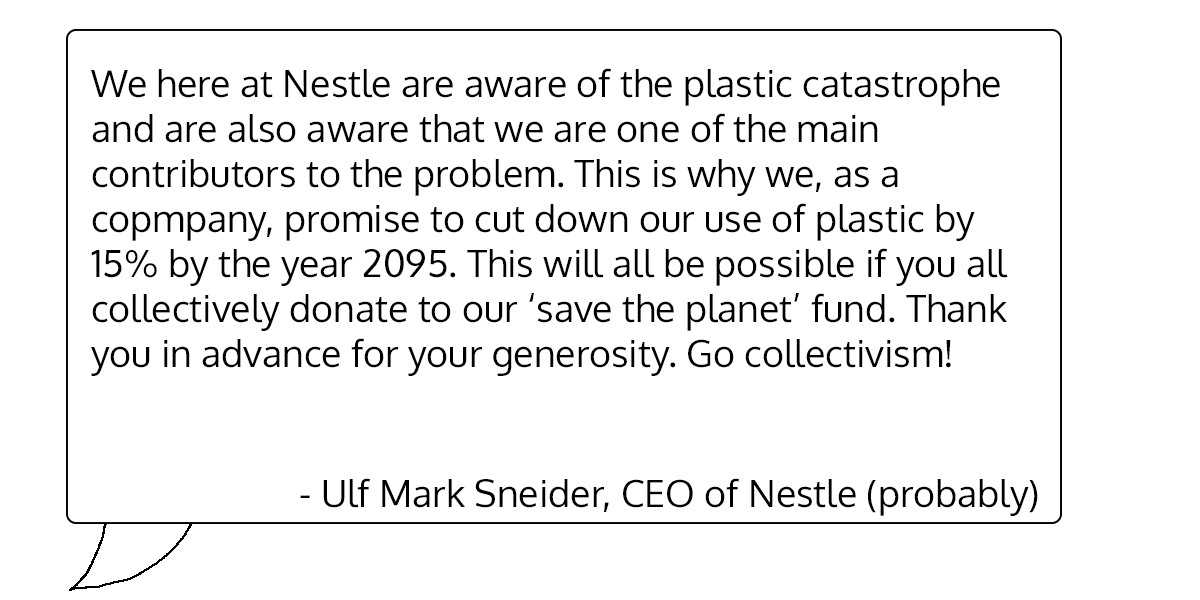 We here at Nestle are aware of the plastic catastrophe
and are also aware that we are one of the main
contributors to the problem. This is why we, as a
copmpany, promise to cut down our use of plastic by
15% by the year 2095. This will all be possible if you all
collectively donate to our ‘save the planet’ fund. Thank
you in advance for your generosity. Go collectivism!
- Ulf Mark Sneider, CEO of Nestle (probably)